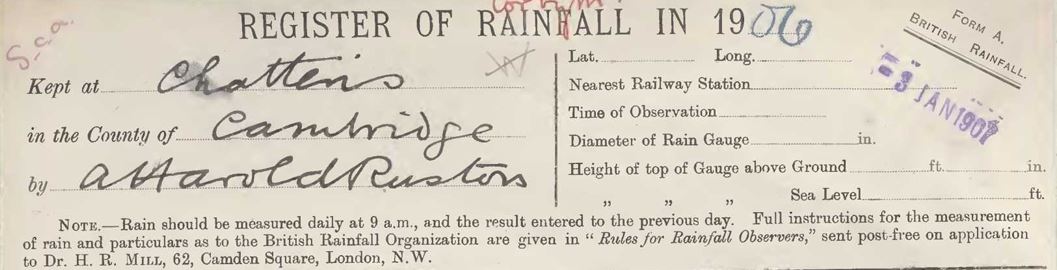 REGISTER OF RAINFALL IN 1906
FORM A.
BRITISH RAINFALL.
S-ca.
Kept at Chatteris
in the County of Cambridge
by A Harold Ruston
Lat. Long.
Nearest Railway Station
Time of Observation
Diameter of Rain Gauge in.
Height of top of Gauge above Ground ft. in.
„ „ „ Sea Level ft.
3 JAN 1907
NOTE.—Rain should be measured daily at 9 a.m., and the result entered to the previous day. Full instructions for the measurement
of rain and particulars as to the British Rainfall Organization are given in "Rules for Rainfall Observers," sent post-free on application
to Dr. H. R. MILL, 62, Camden Square, London, N.W.